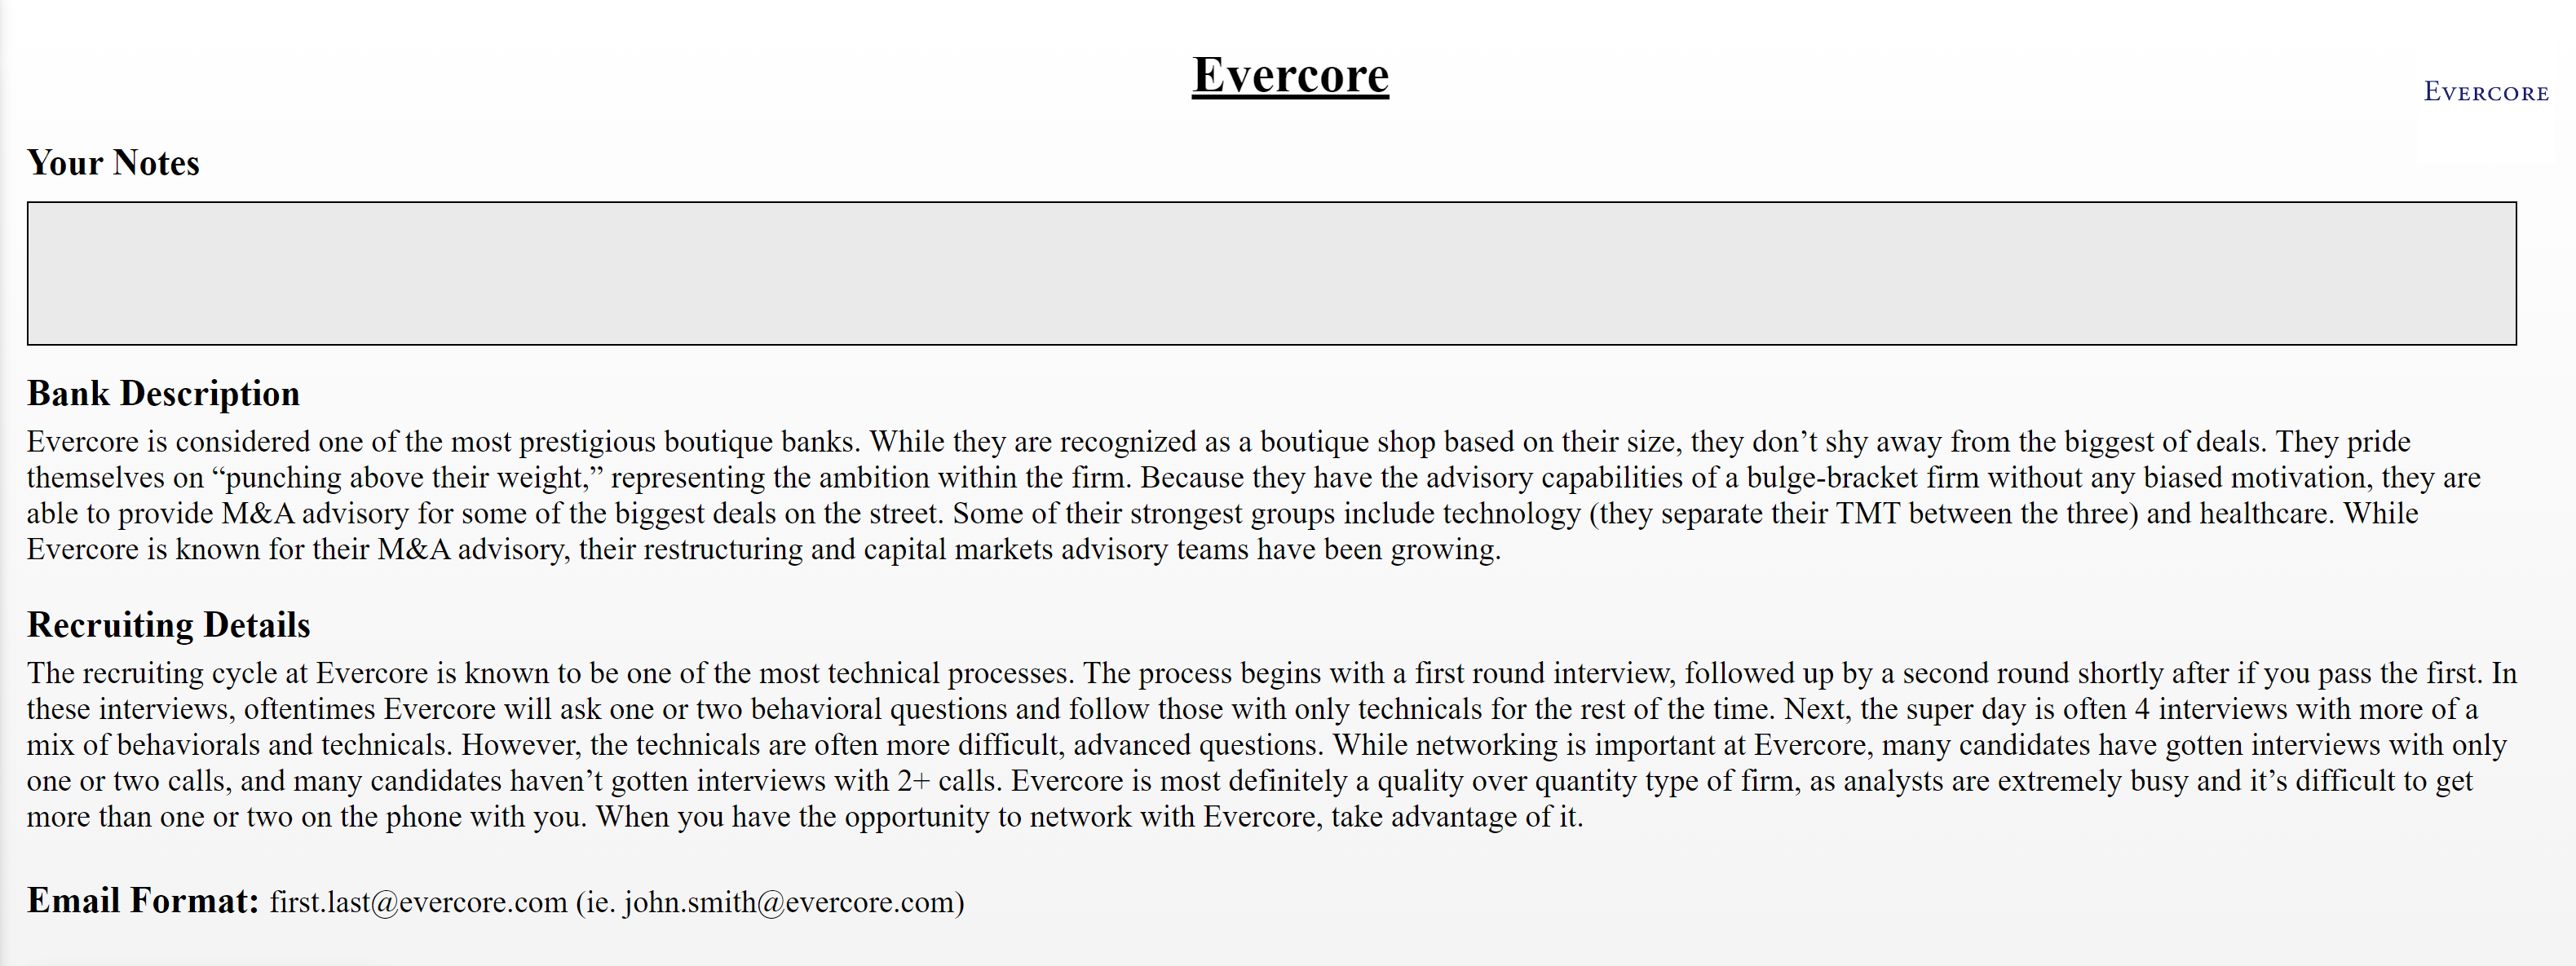 Evercore
EVERCORE
Your Notes
Bank Description
Evercore is considered one of the most prestigious boutique banks. While they are recognized as a boutique shop based on their size, they don’t shy away from the biggest of deals. They pride
themselves on “punching above their weight,” representing the ambition within the firm. Because they have the advisory capabilities of a bulge-bracket firm without any biased motivation, they are
able to provide M&A advisory for some of the biggest deals on the street. Some of their strongest groups include technology (they separate their TMT between the three) and healthcare. While
Evercore is known for their M&A advisory, their restructuring and capital markets advisory teams have been growing.
Recruiting Details
The recruiting cycle at Evercore is known to be one of the most technical processes. The process begins with a first round interview, followed up by a second round shortly after if you pass the first. In
these interviews, oftentimes Evercore will ask one or two behavioral questions and follow those with only technicals for the rest of the time. Next, the super day is often 4 interviews with more of a
mix of behaviorals and technicals. However, the technicals are often more difficult, advanced questions. While networking is important at Evercore, many candidates have gotten interviews with only
one or two calls, and many candidates haven’t gotten interviews with 2+ calls. Evercore is most definitely a quality over quantity type of firm, as analysts are extremely busy and it’s difficult to get
more than one or two on the phone with you. When you have the opportunity to network with Evercore, take advantage of it.
Email Format: first.last@evercore.com (ie. john.smith@evercore.com)